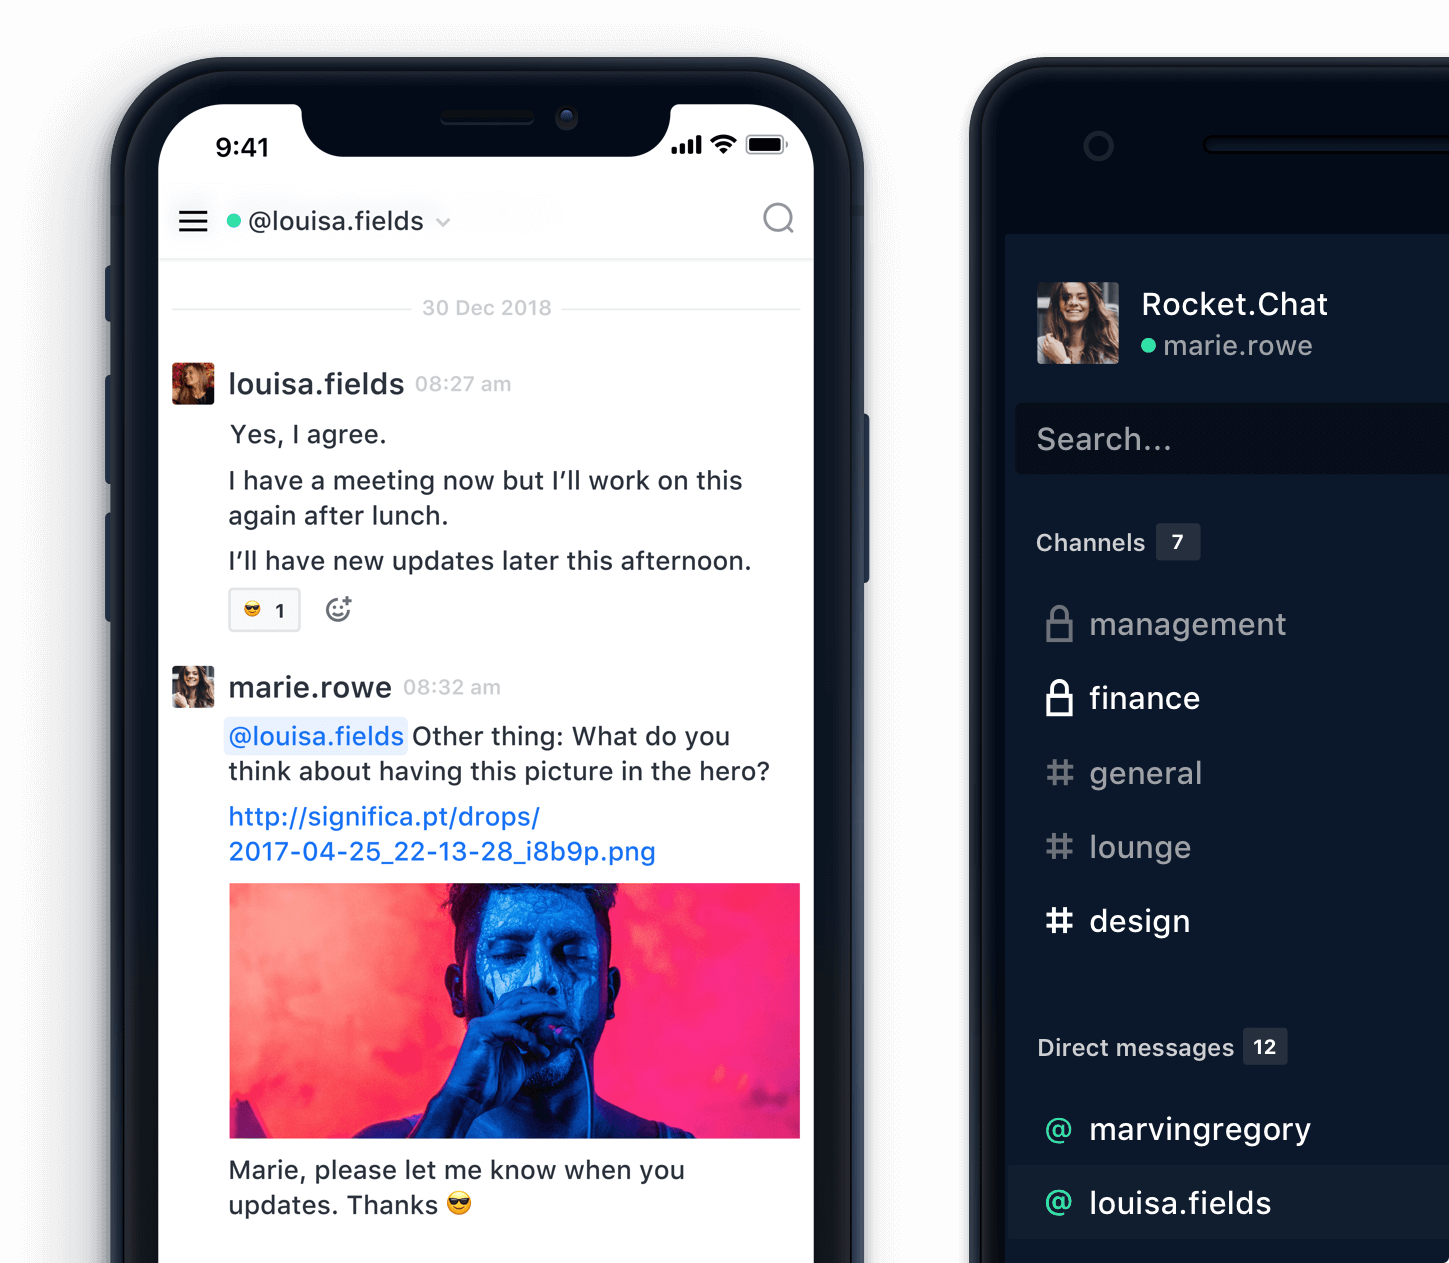 9:41
@louisa.fields
30 Dec 2018
louisa.fields 08:27 am
Yes, I agree.
I have a meeting now but I’ll work on this
again after lunch.
I’ll have new updates later this afternoon.
😎 1
marie.rowe 08:32 am
@louisa.fields Other thing: What do you
think about having this picture in the hero?
http://significa.pt/drops/
2017-04-25_22-13-28_i8b9p.png
Marie, please let me know when you
updates. Thanks 😎
Rocket.Chat
marie.rowe
Search...
Channels 7
management
finance
# general
# lounge
# design
Direct messages 12
@ marvingregory
@ louisa.fields